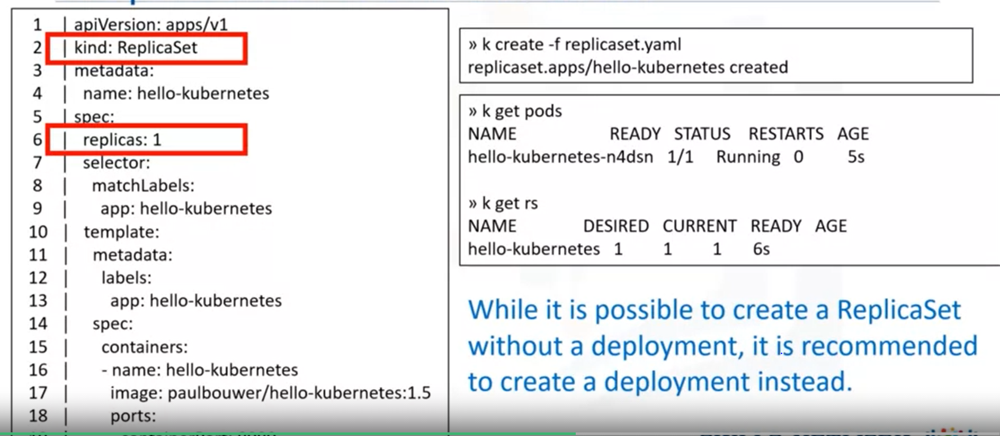 1 | apiVersion: apps/v1
2 | kind: ReplicaSet
3 | metadata:
4 | name: hello-kubernetes
5 | spec:
6 | replicas: 1
7 | selector:
8 | matchLabels:
9 | app: hello-kubernetes
10 | template:
11 | metadata:
12 | labels:
13 | app: hello-kubernetes
14 | spec:
15 | containers:
16 | - name: hello-kubernetes
17 | image: paulbouwer/hello-kubernetes:1.5
18 | ports:
» k create -f replicaset.yaml
replicaset.apps/hello-kubernetes created
» k get pods
NAME READY STATUS RESTARTS AGE
hello-kubernetes-n4dsn 1/1 Running 0 5s
» k get rs
NAME DESIRED CURRENT READY AGE
hello-kubernetes 1 1 1 6s
While it is possible to create a ReplicaSet
without a deployment, it is recommended
to create a deployment instead.